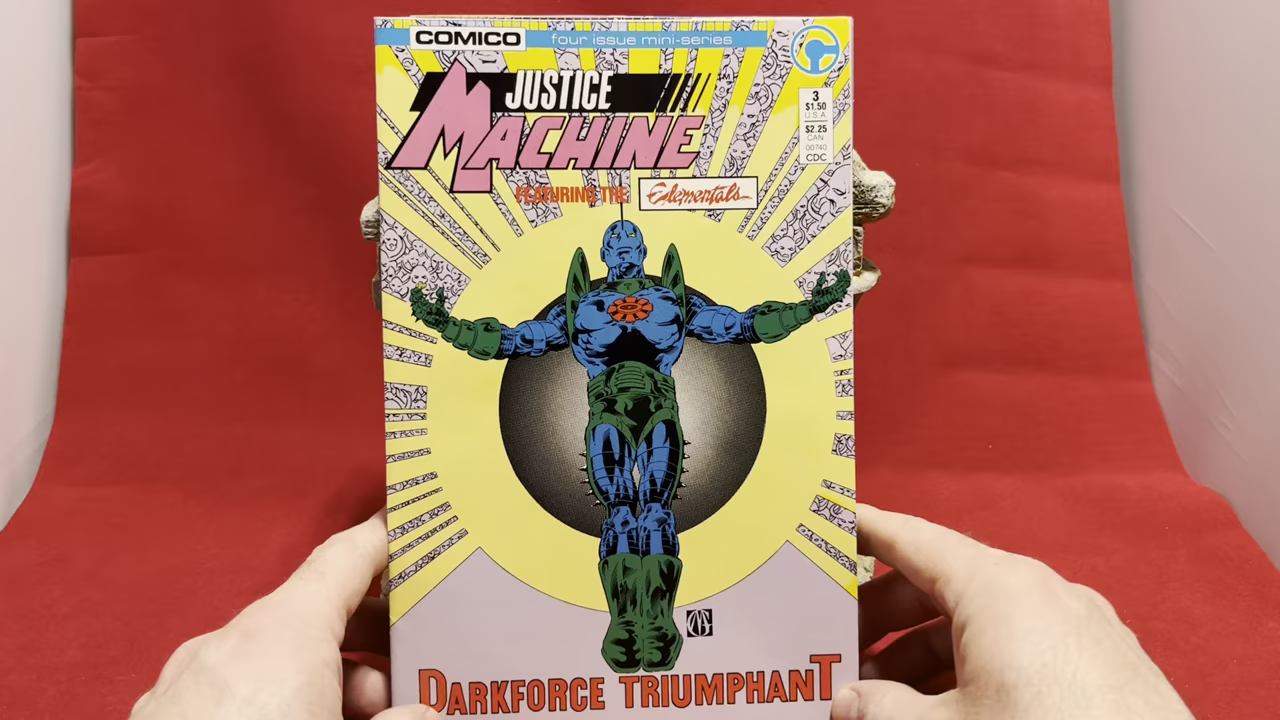 COMICO four issue mini-series
JUSTICE
MACHINE
FEATURING THE Elementals
3
$1.50
U S A
$2.25
CAN
00740
CDC
DARKFORCE TRIUMPHANT